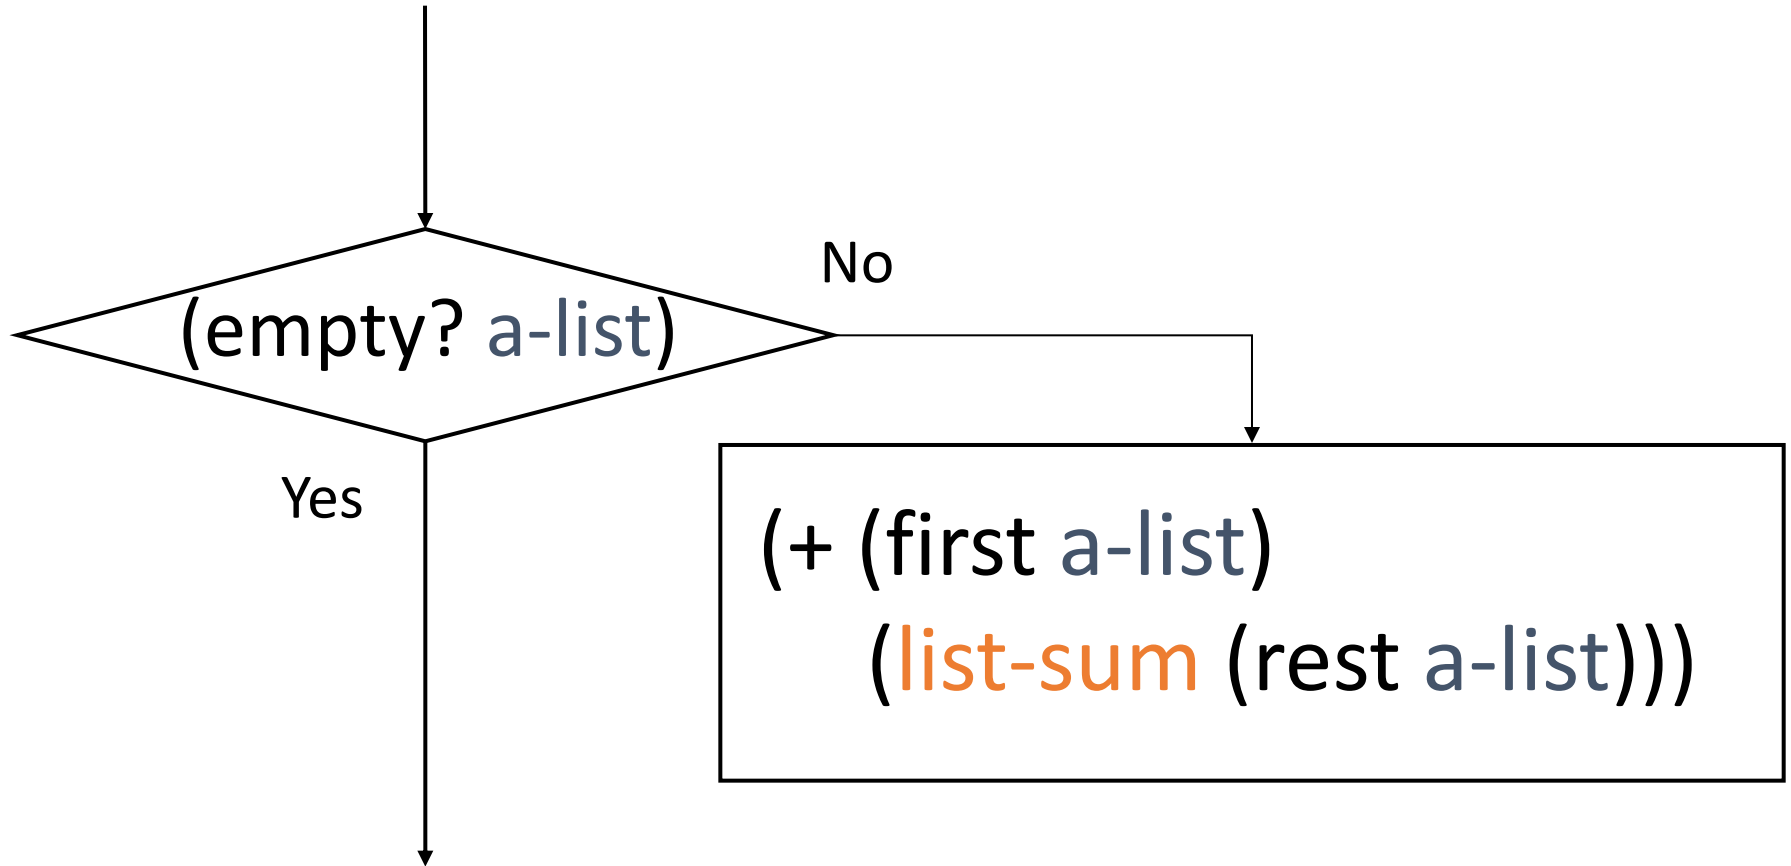 (empty? a-list)
No
Yes
(+ (first a-list)
(list-sum (rest a-list)))